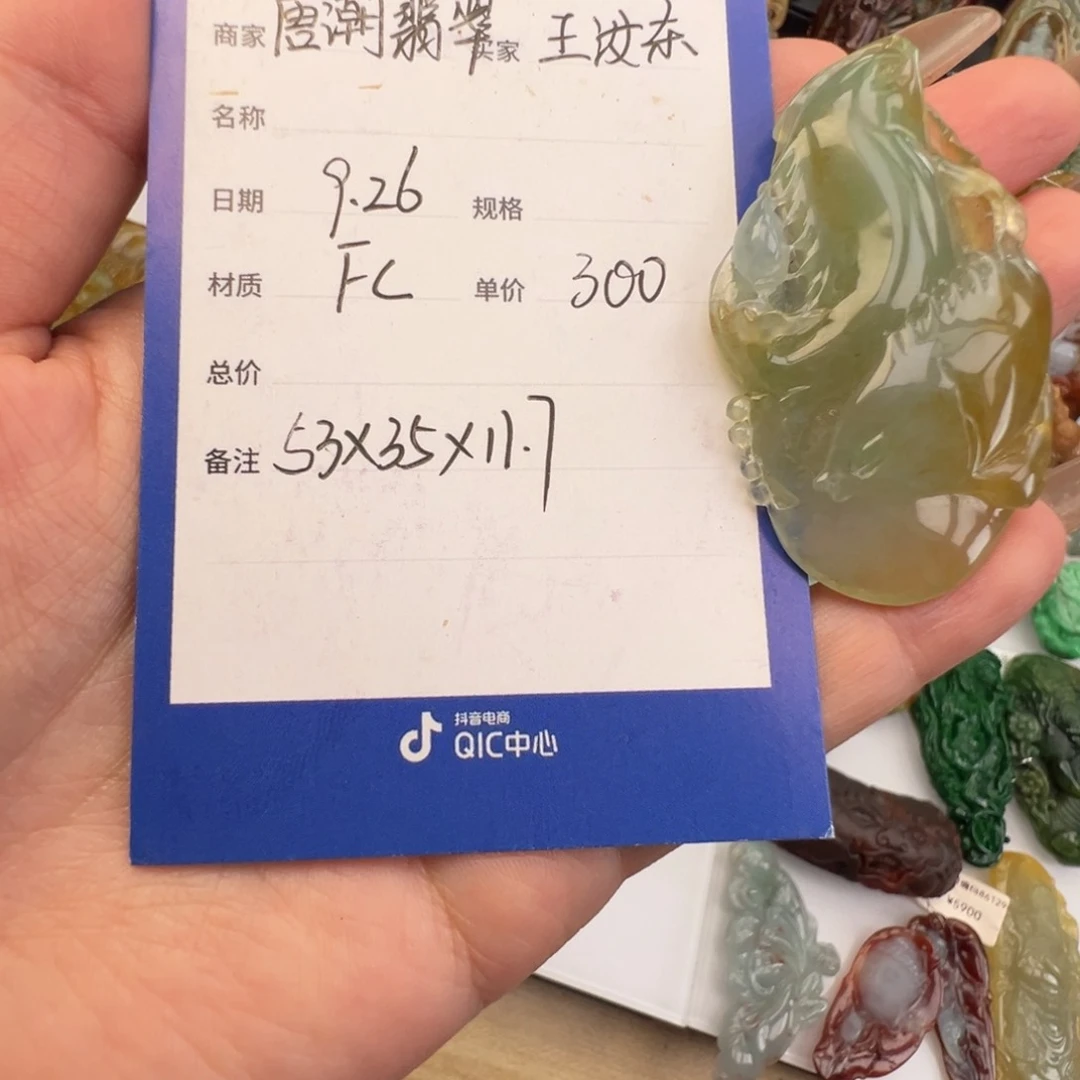 商家 唐潮翡翠 卖家 王汝东
名称
日期 9.26 规格
材质 FC 单价 300
总价
备注 53X35X11.7
抖音电商
QIC中心
¥5900